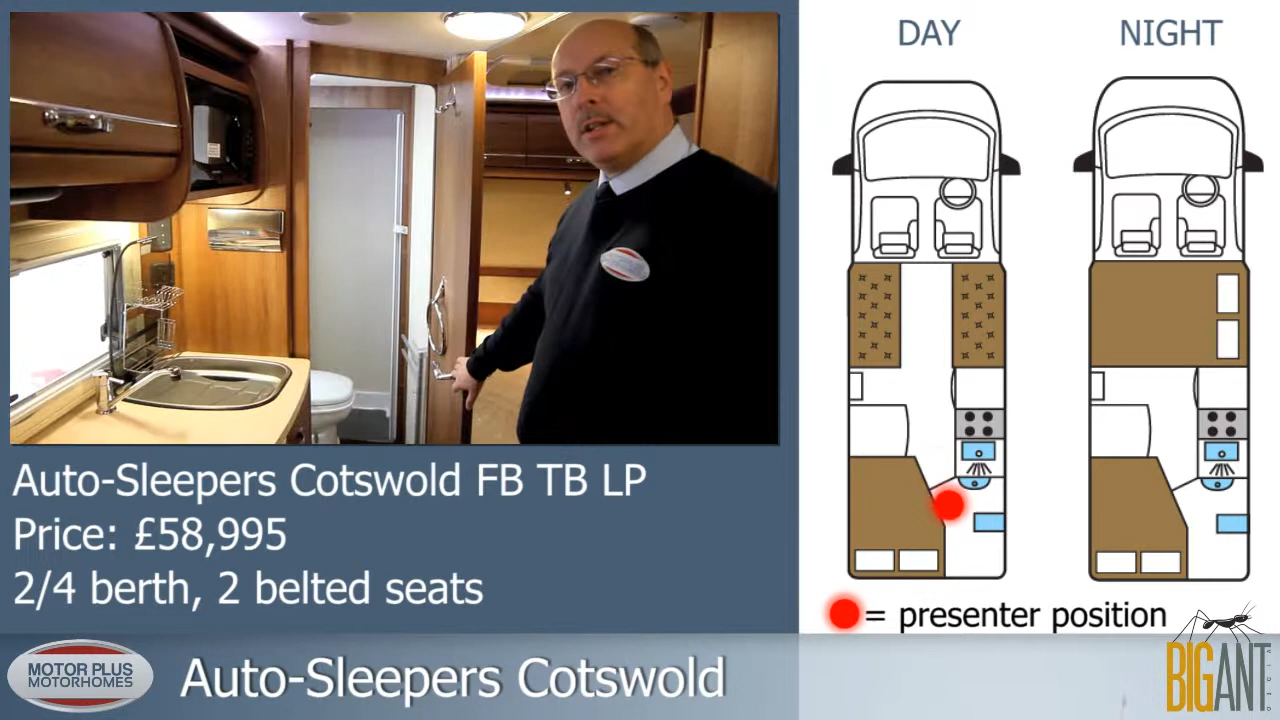 DAY
NIGHT
Auto-Sleepers Cotswold FB TB LP
Price: £58,995
2/4 berth, 2 belted seats
= presenter position
MOTOR PLUS
MOTORHOMES
Auto-Sleepers Cotswold
BIGANT